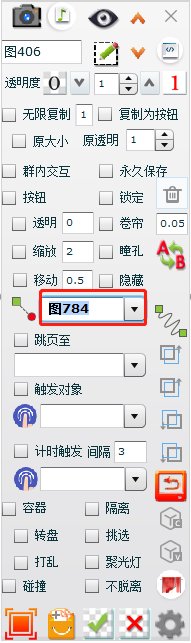 图406
透明度 0 1 1
无限复制 1 复制为按钮
原大小 原透明 1
群内交互 永久保存
按钮 锁定
透明 0 卷帘 0.05
缩放 2 瞳孔
移动 0.5 隐藏
图784
跳页至
触发对象
计时触发 间隔 3
容器 隔离
转盘 挑选
打乱 聚光灯
碰撞 不脱离